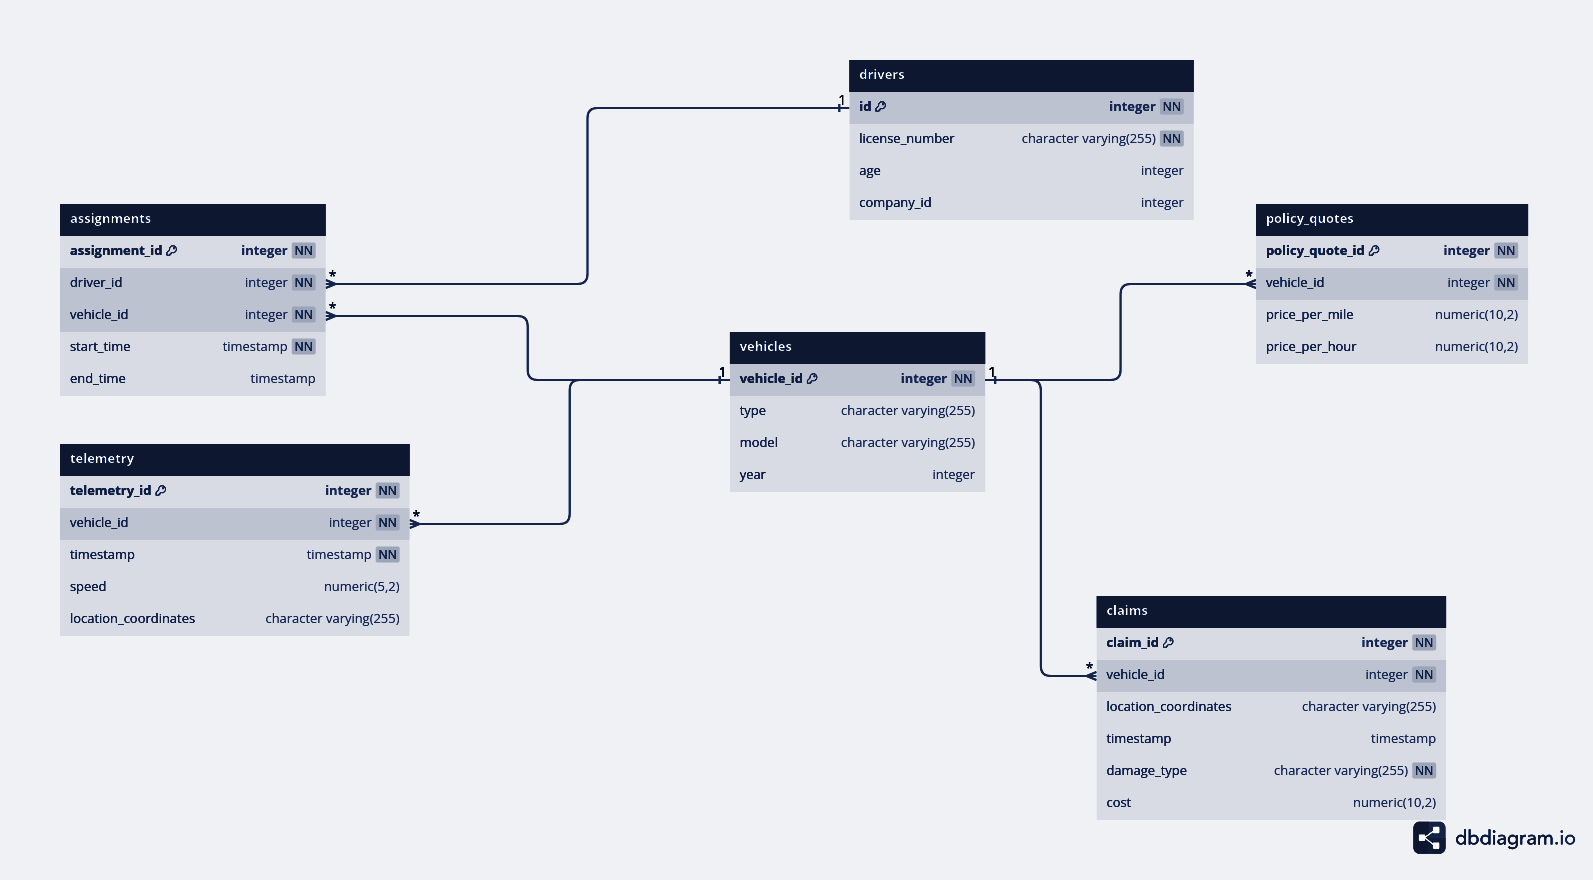 drivers
1
id integer NN
license_number character varying(255) NN
age integer
company_id integer
assignments
assignment_id integer NN
* driver_id integer NN
* vehicle_id integer NN
start_time timestamp NN
end_time timestamp
policy_quotes
policy_quote_id integer NN
* vehicle_id integer NN
price_per_mile numeric(10,2)
price_per_hour numeric(10,2)
vehicles
1 vehicle_id integer NN 1
type character varying(255)
model character varying(255)
year integer
telemetry
telemetry_id integer NN
* vehicle_id integer NN
timestamp timestamp NN
speed numeric(5,2)
location_coordinates character varying(255)
claims
claim_id integer NN
* vehicle_id integer NN
location_coordinates character varying(255)
timestamp timestamp
damage_type character varying(255) NN
cost numeric(10,2)
dbdiagram.io